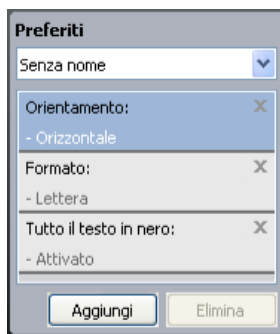 Preferiti
Senza nome
Orientamento:
- Orizzontale
Formato:
- Lettera
Tutto il testo in nero:
- Attivato
Aggiungi Elimina